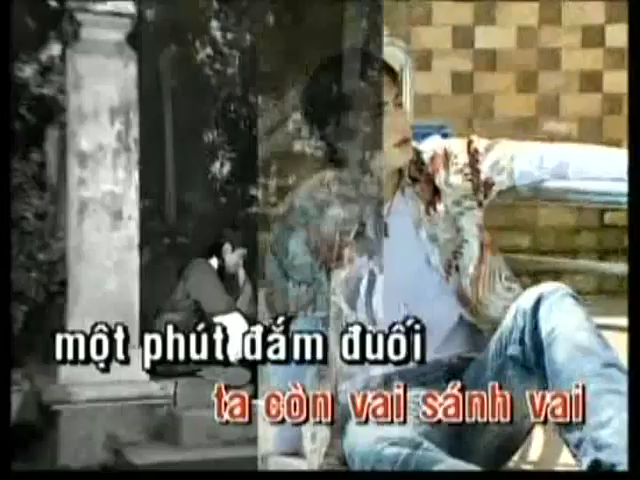 một phút đắm đuối
ta còn vai sánh vai